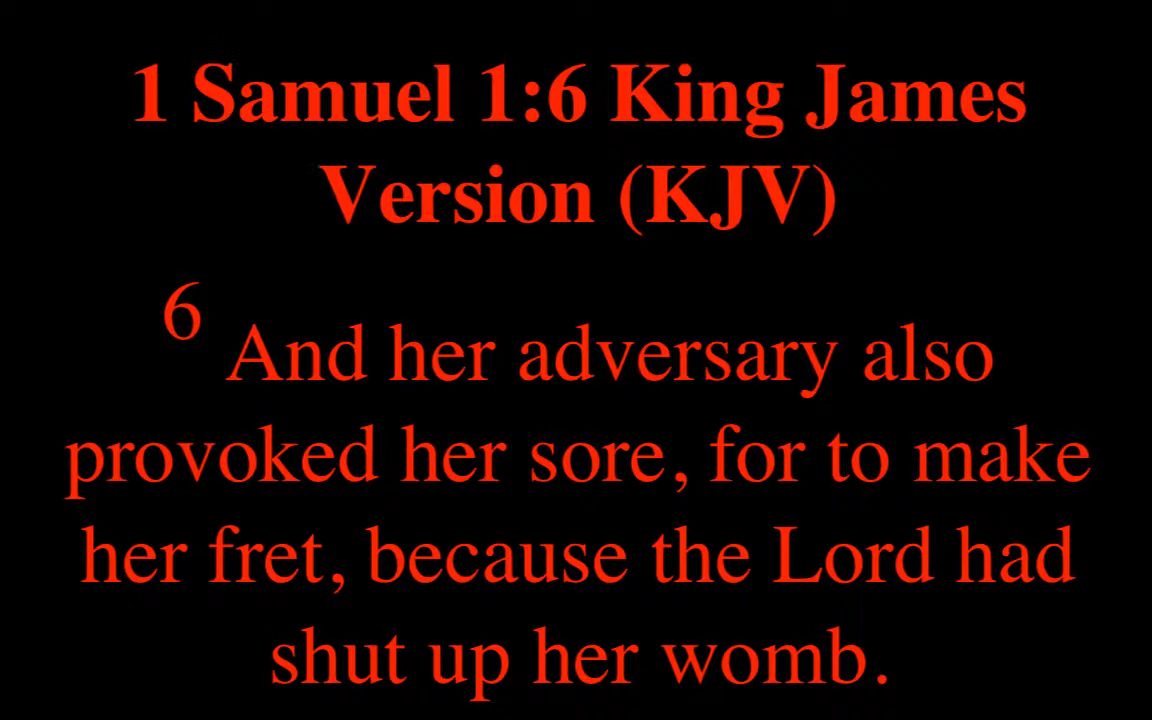 1 Samuel 1:6 King James
Version (KJV)
6 And her adversary also
provoked her sore, for to make
her fret, because the Lord had
shut up her womb.